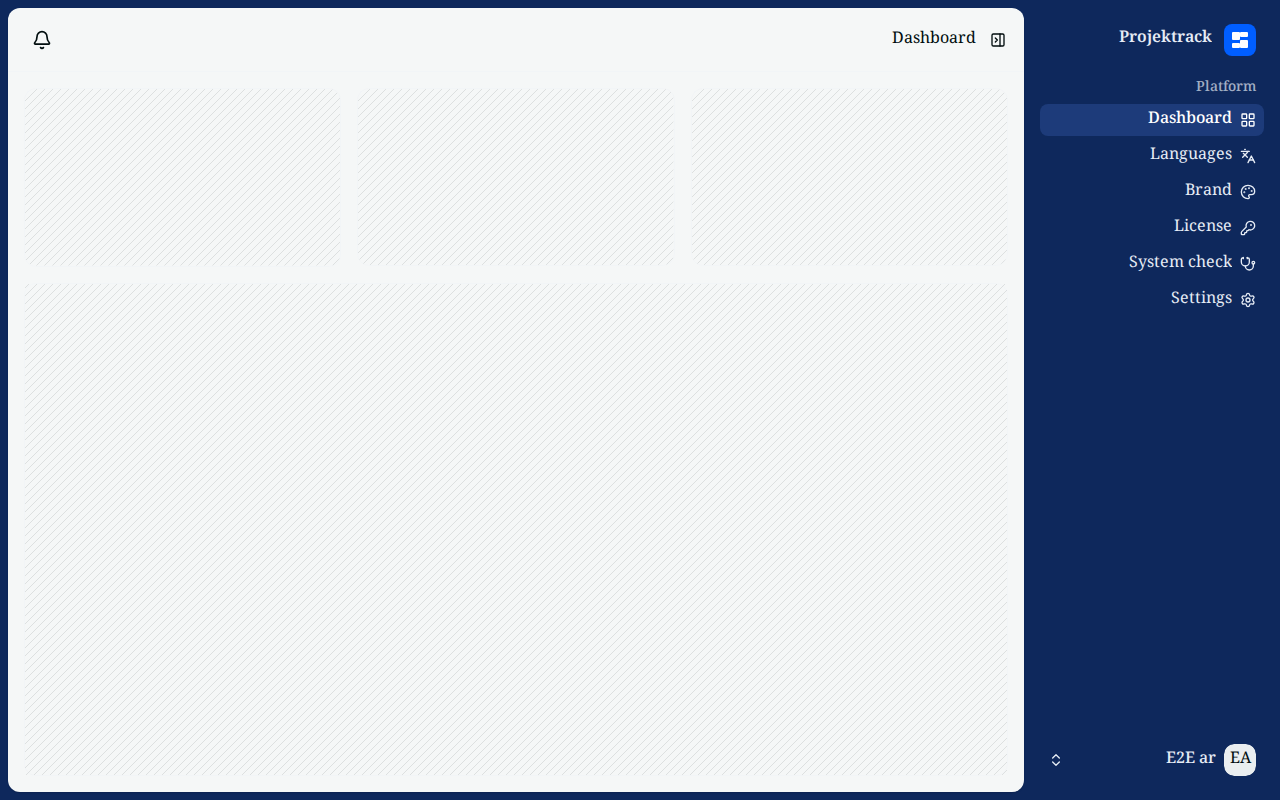 Projektrack
Platform
Dashboard
Languages
Brand
License
System check
Settings
E2E ar
EA
Dashboard